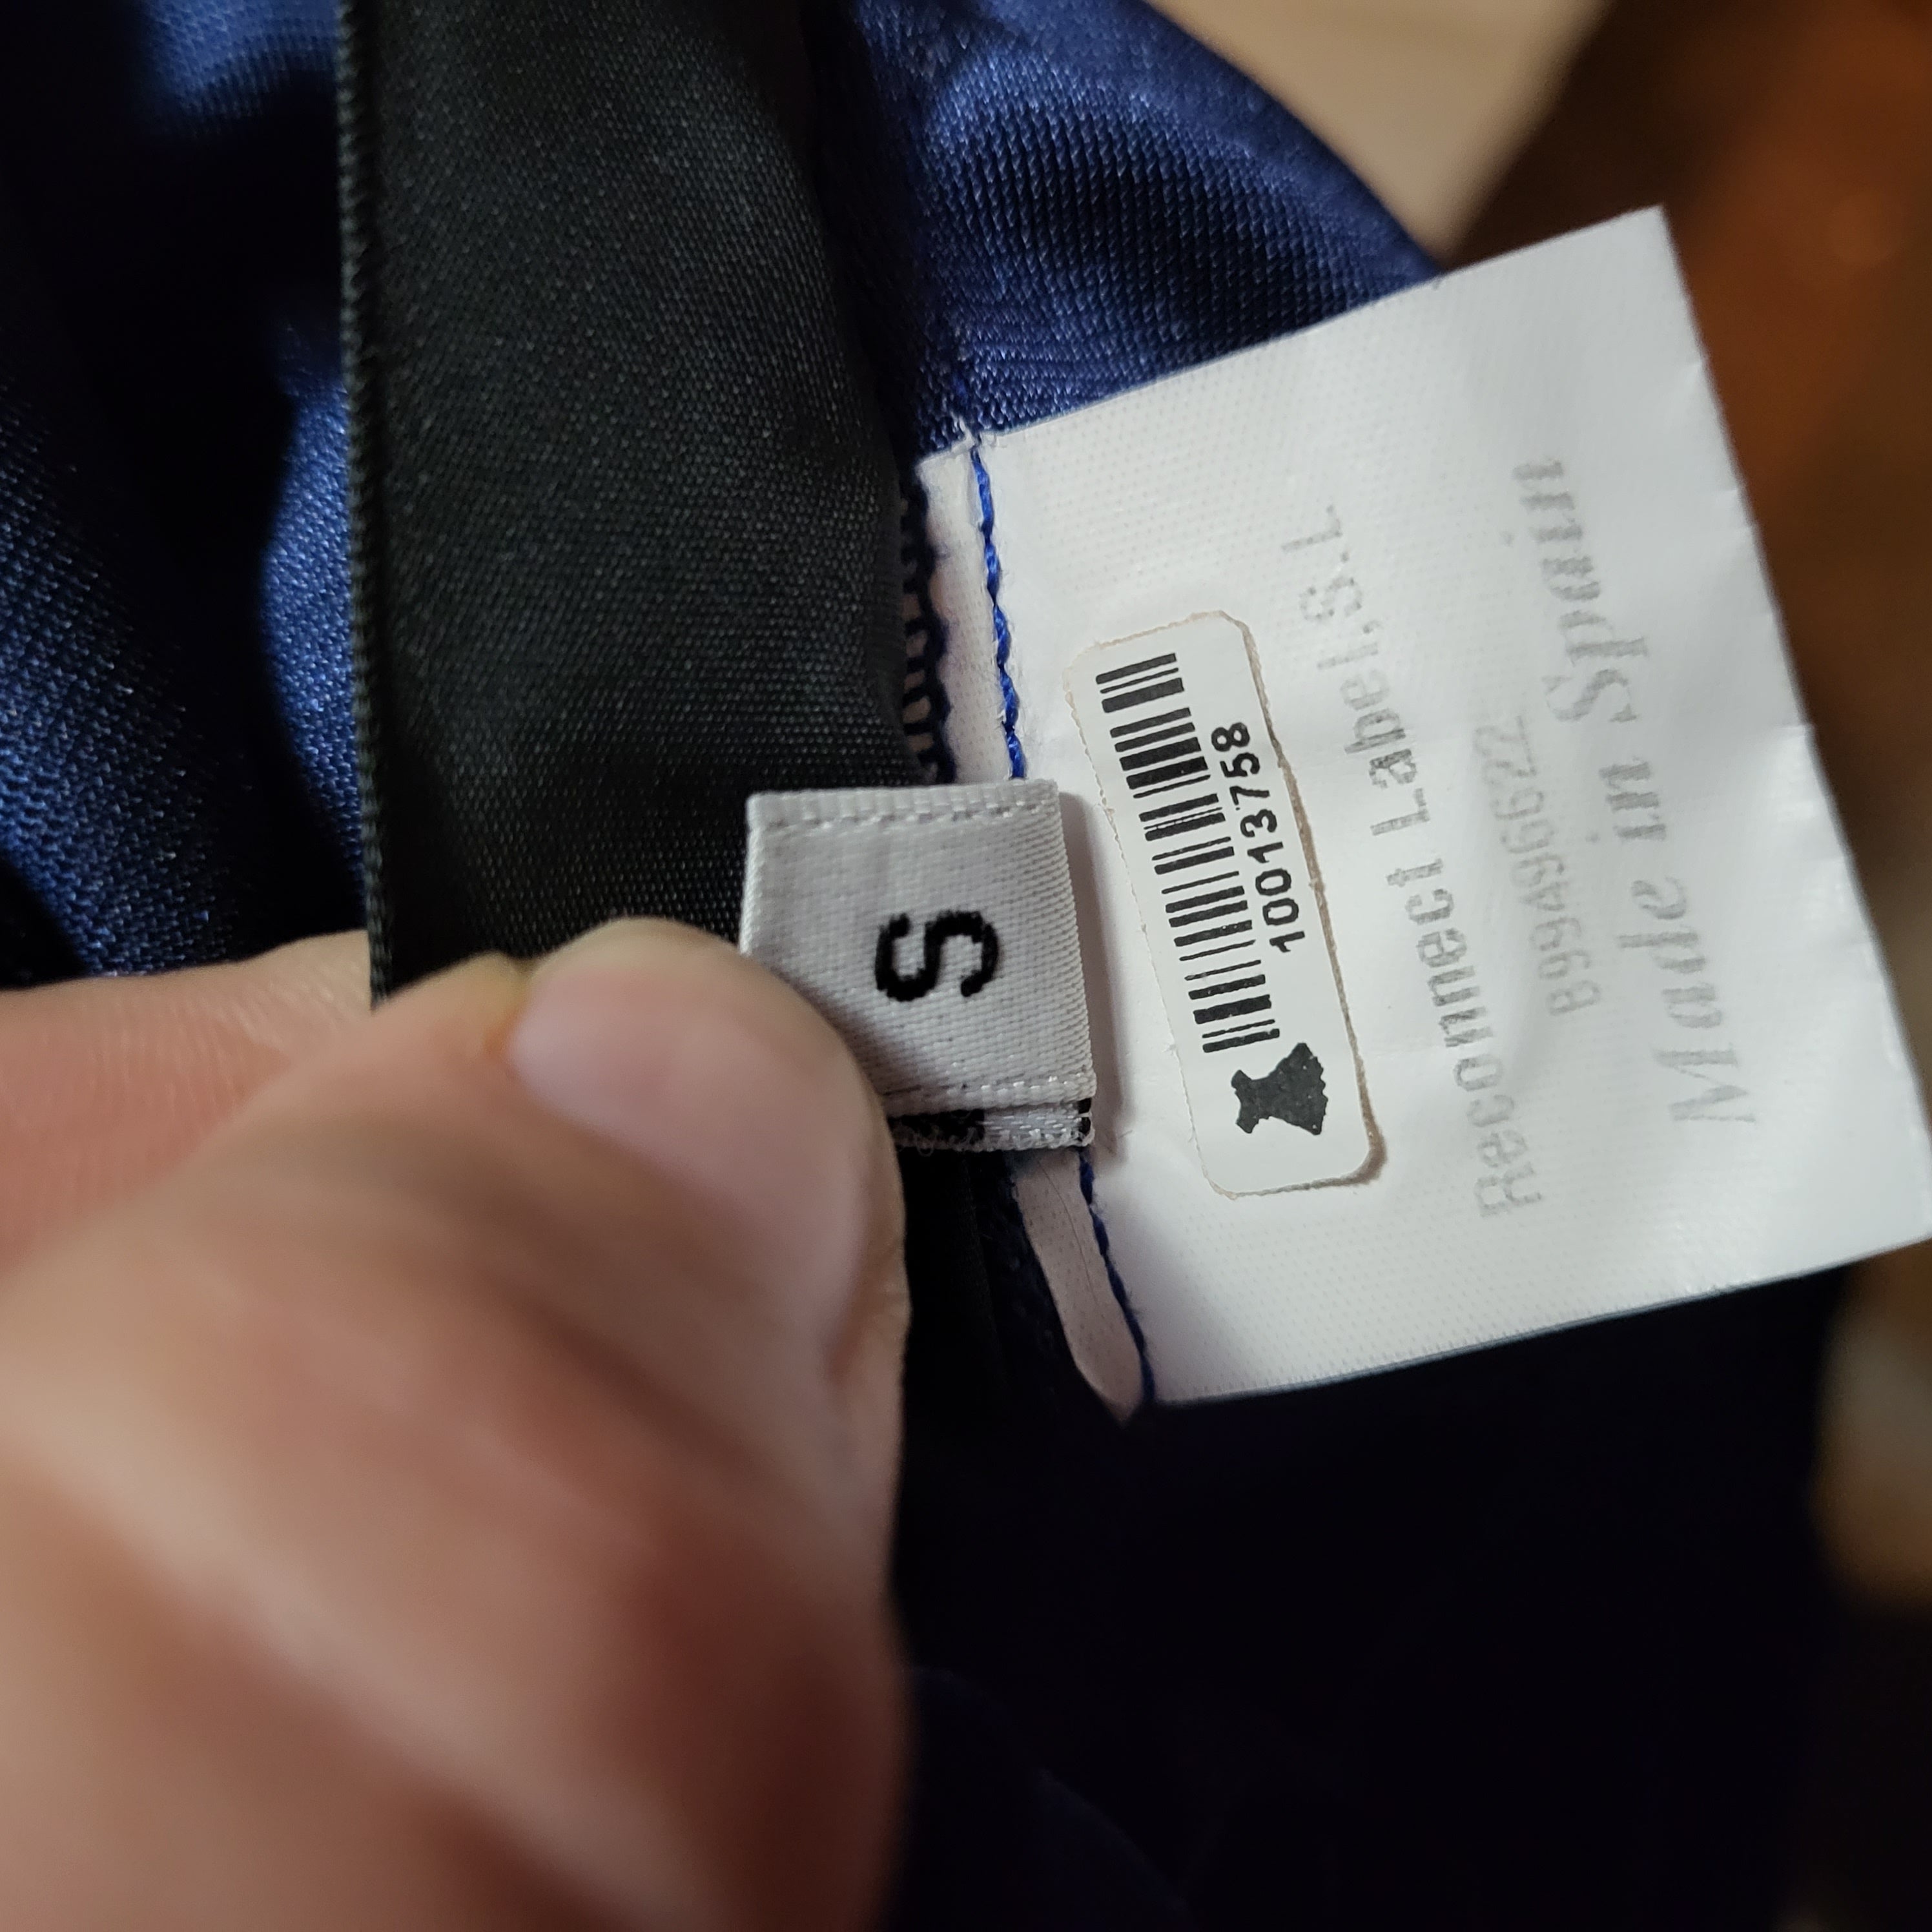 S
10013758
Reconnect Label.S.L
B99496622
Made in Spain